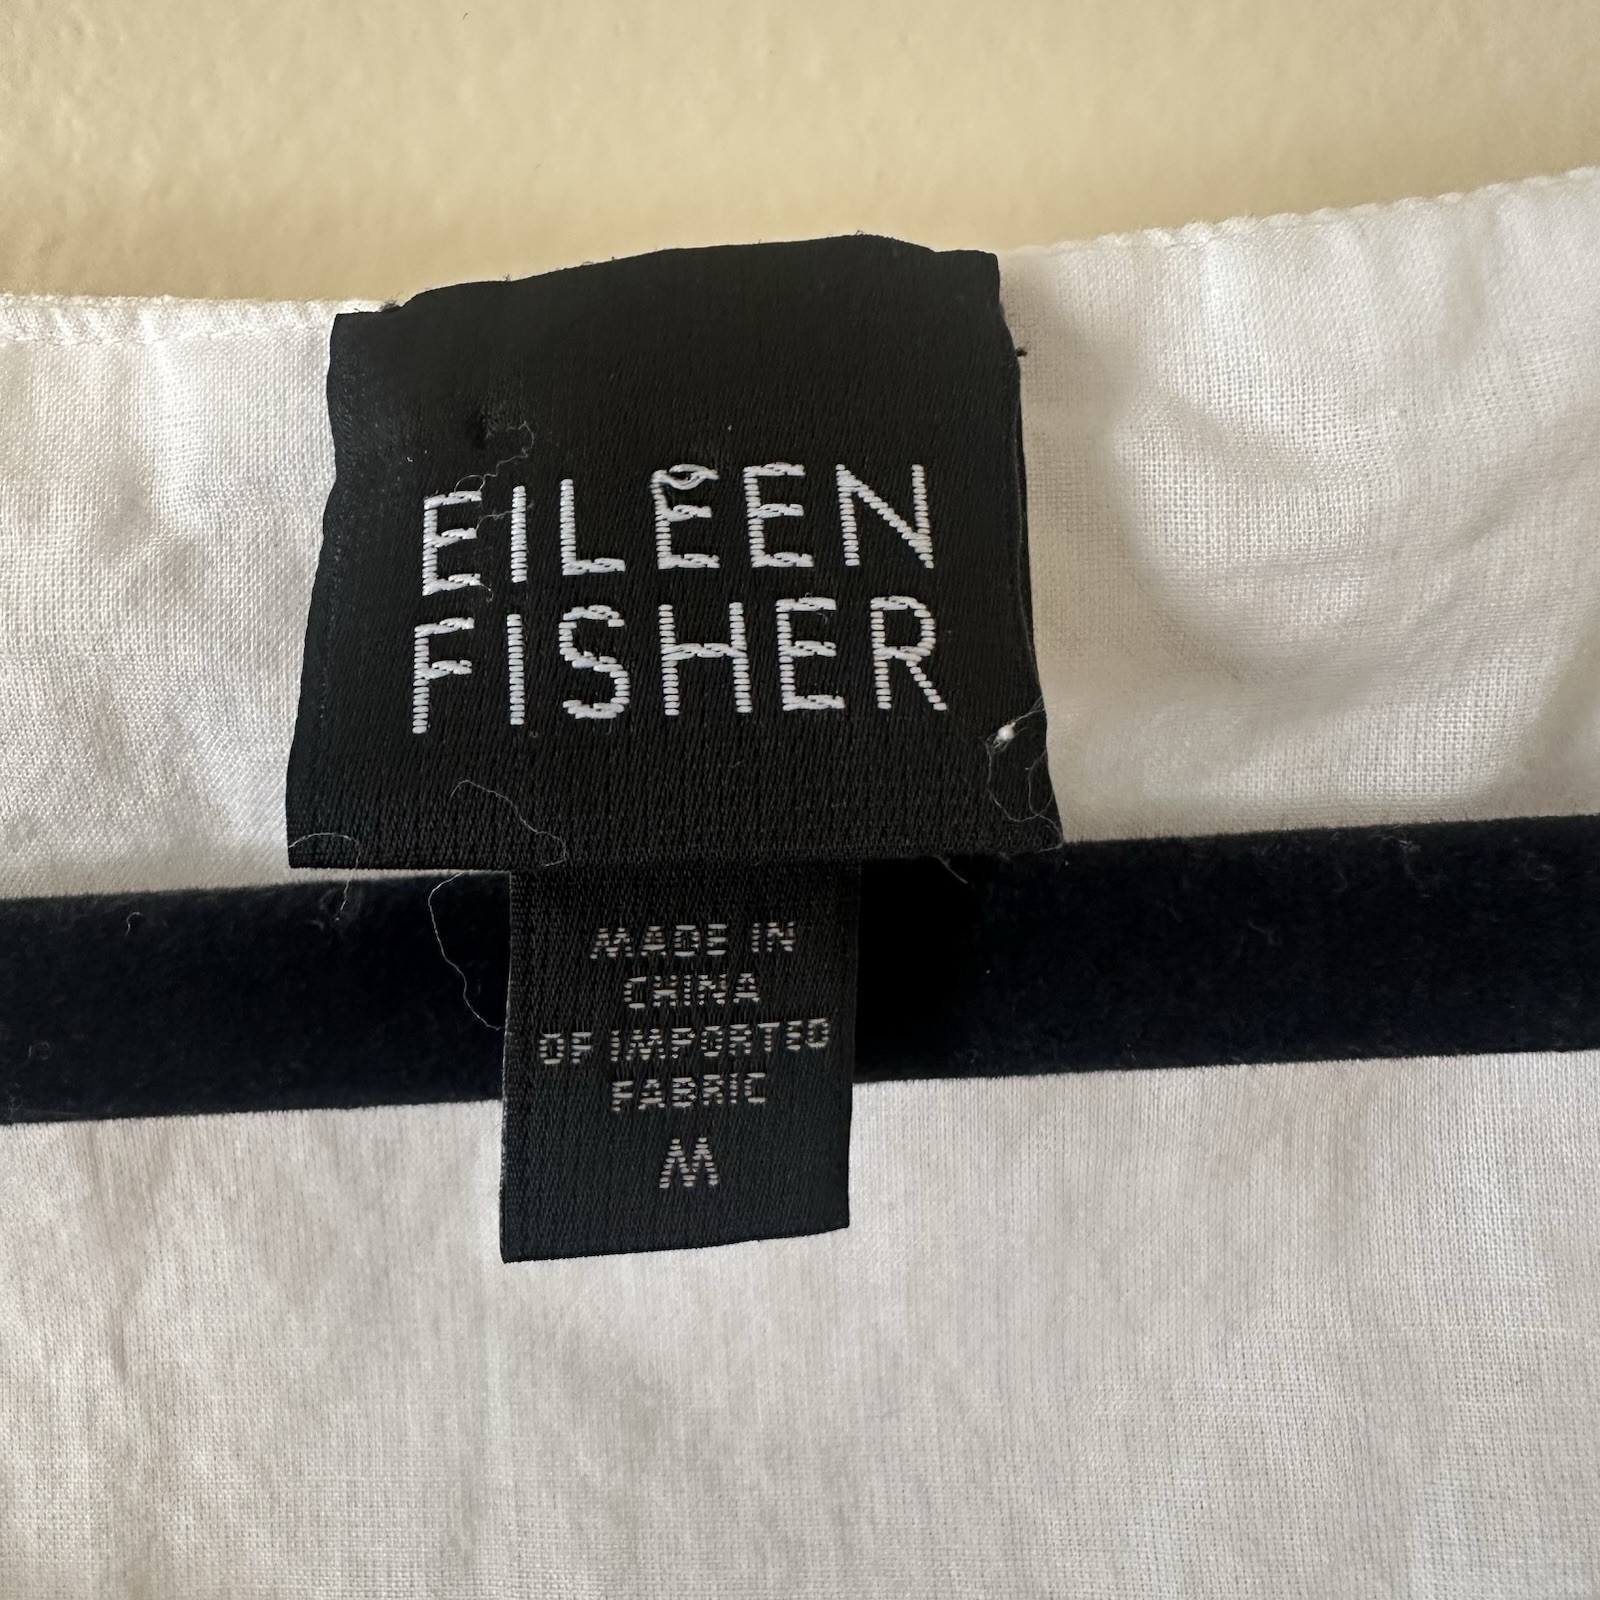 EILEEN
FISHER
MADE IN
CHINA
OF IMPORTED
FABRIC
M